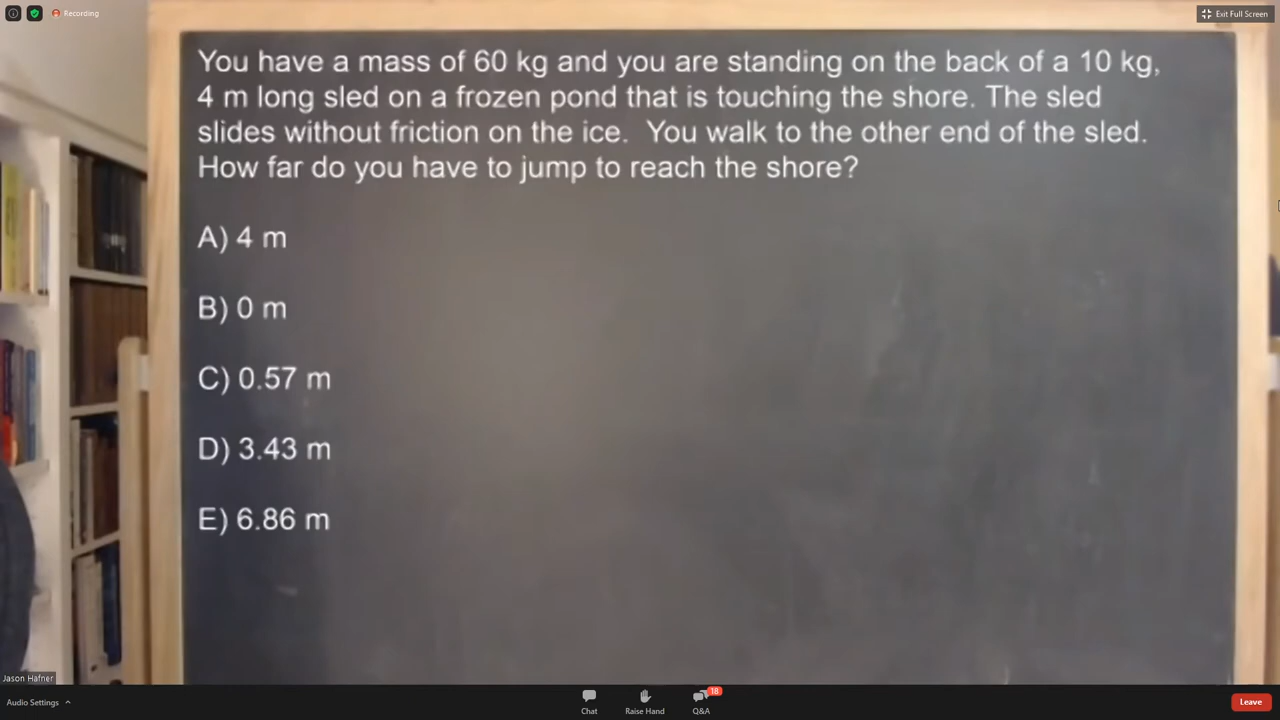 Recording
Exit Full Screen
You have a mass of 60 kg and you are standing on the back of a 10 kg,
4 m long sled on a frozen pond that is touching the shore. The sled
slides without friction on the ice.  You walk to the other end of the sled.
How far do you have to jump to reach the shore?
A) 4 m
B) 0 m
C) 0.57 m
D) 3.43 m
E) 6.86 m
Jason Hafner
Audio Settings
Chat
Raise Hand
18
Q&A
Leave